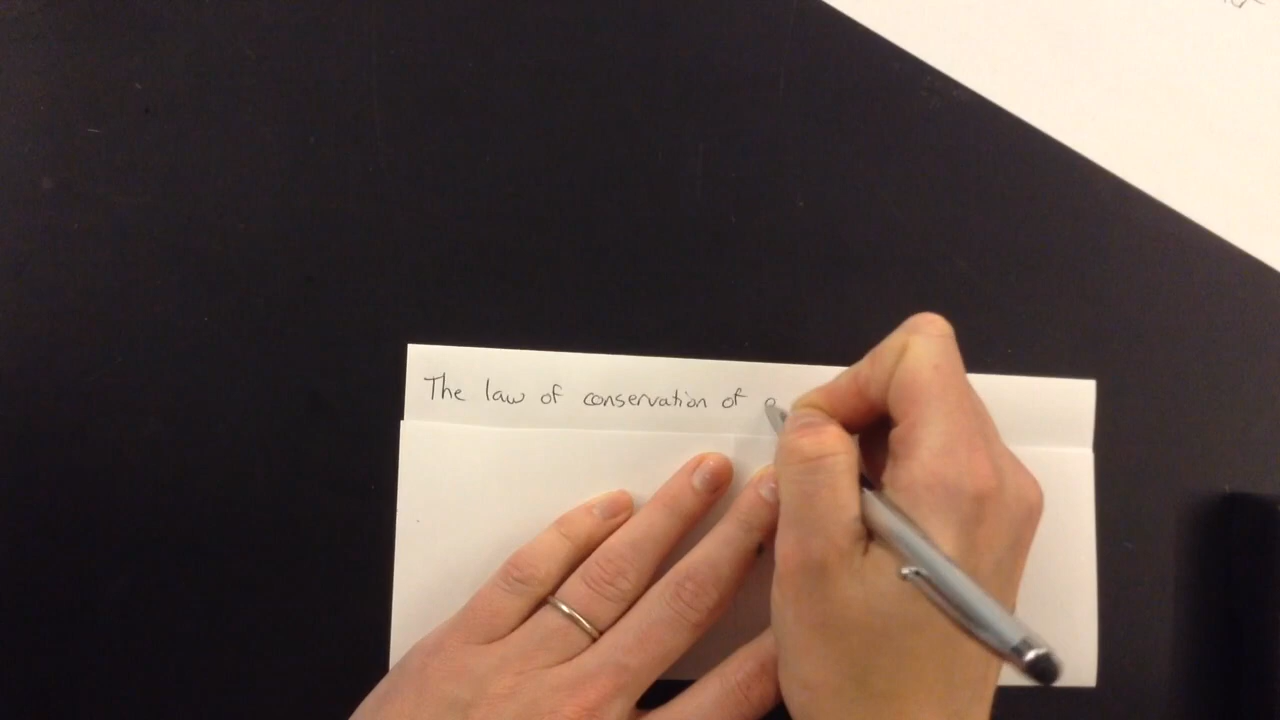 The law of conservation of